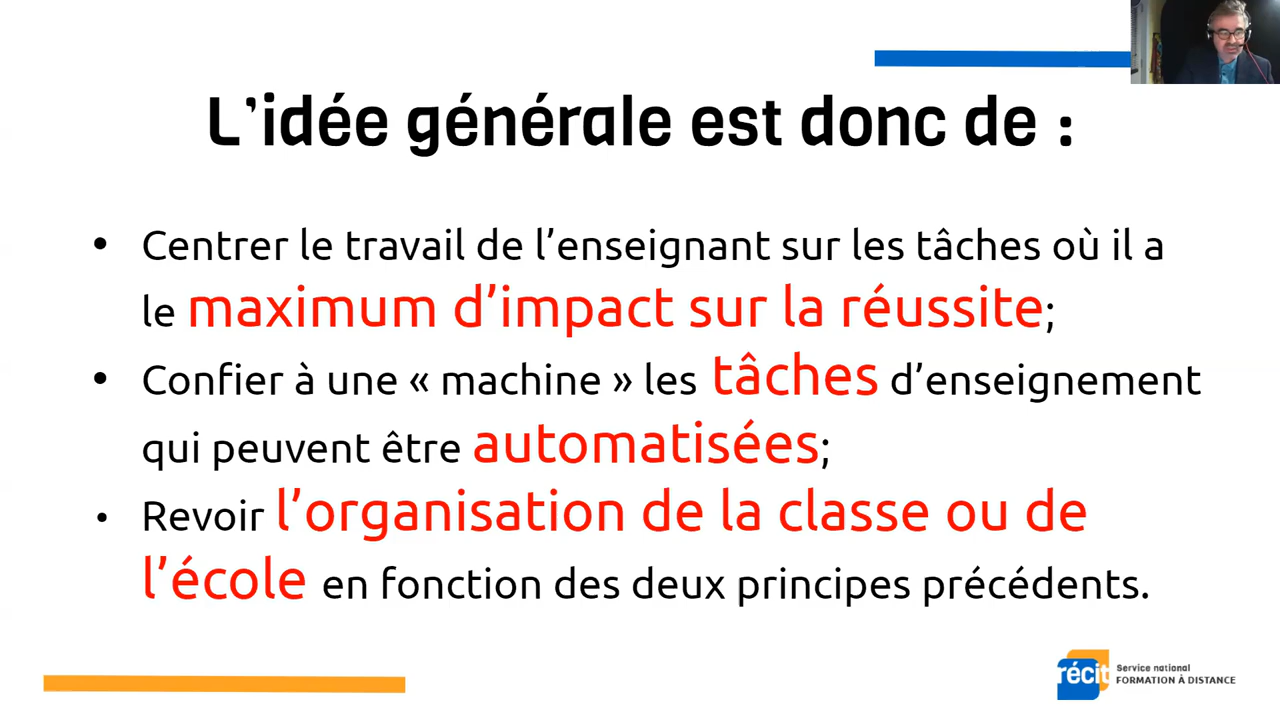 L’idée générale est donc de :
• Centrer le travail de l’enseignant sur les tâches où il a
le maximum d’impact sur la réussite;
• Confier à une « machine » les tâches d’enseignement
qui peuvent être automatisées;
• Revoir l’organisation de la classe ou de
l’école en fonction des deux principes précédents.
récit
Service national
FORMATION À DISTANCE